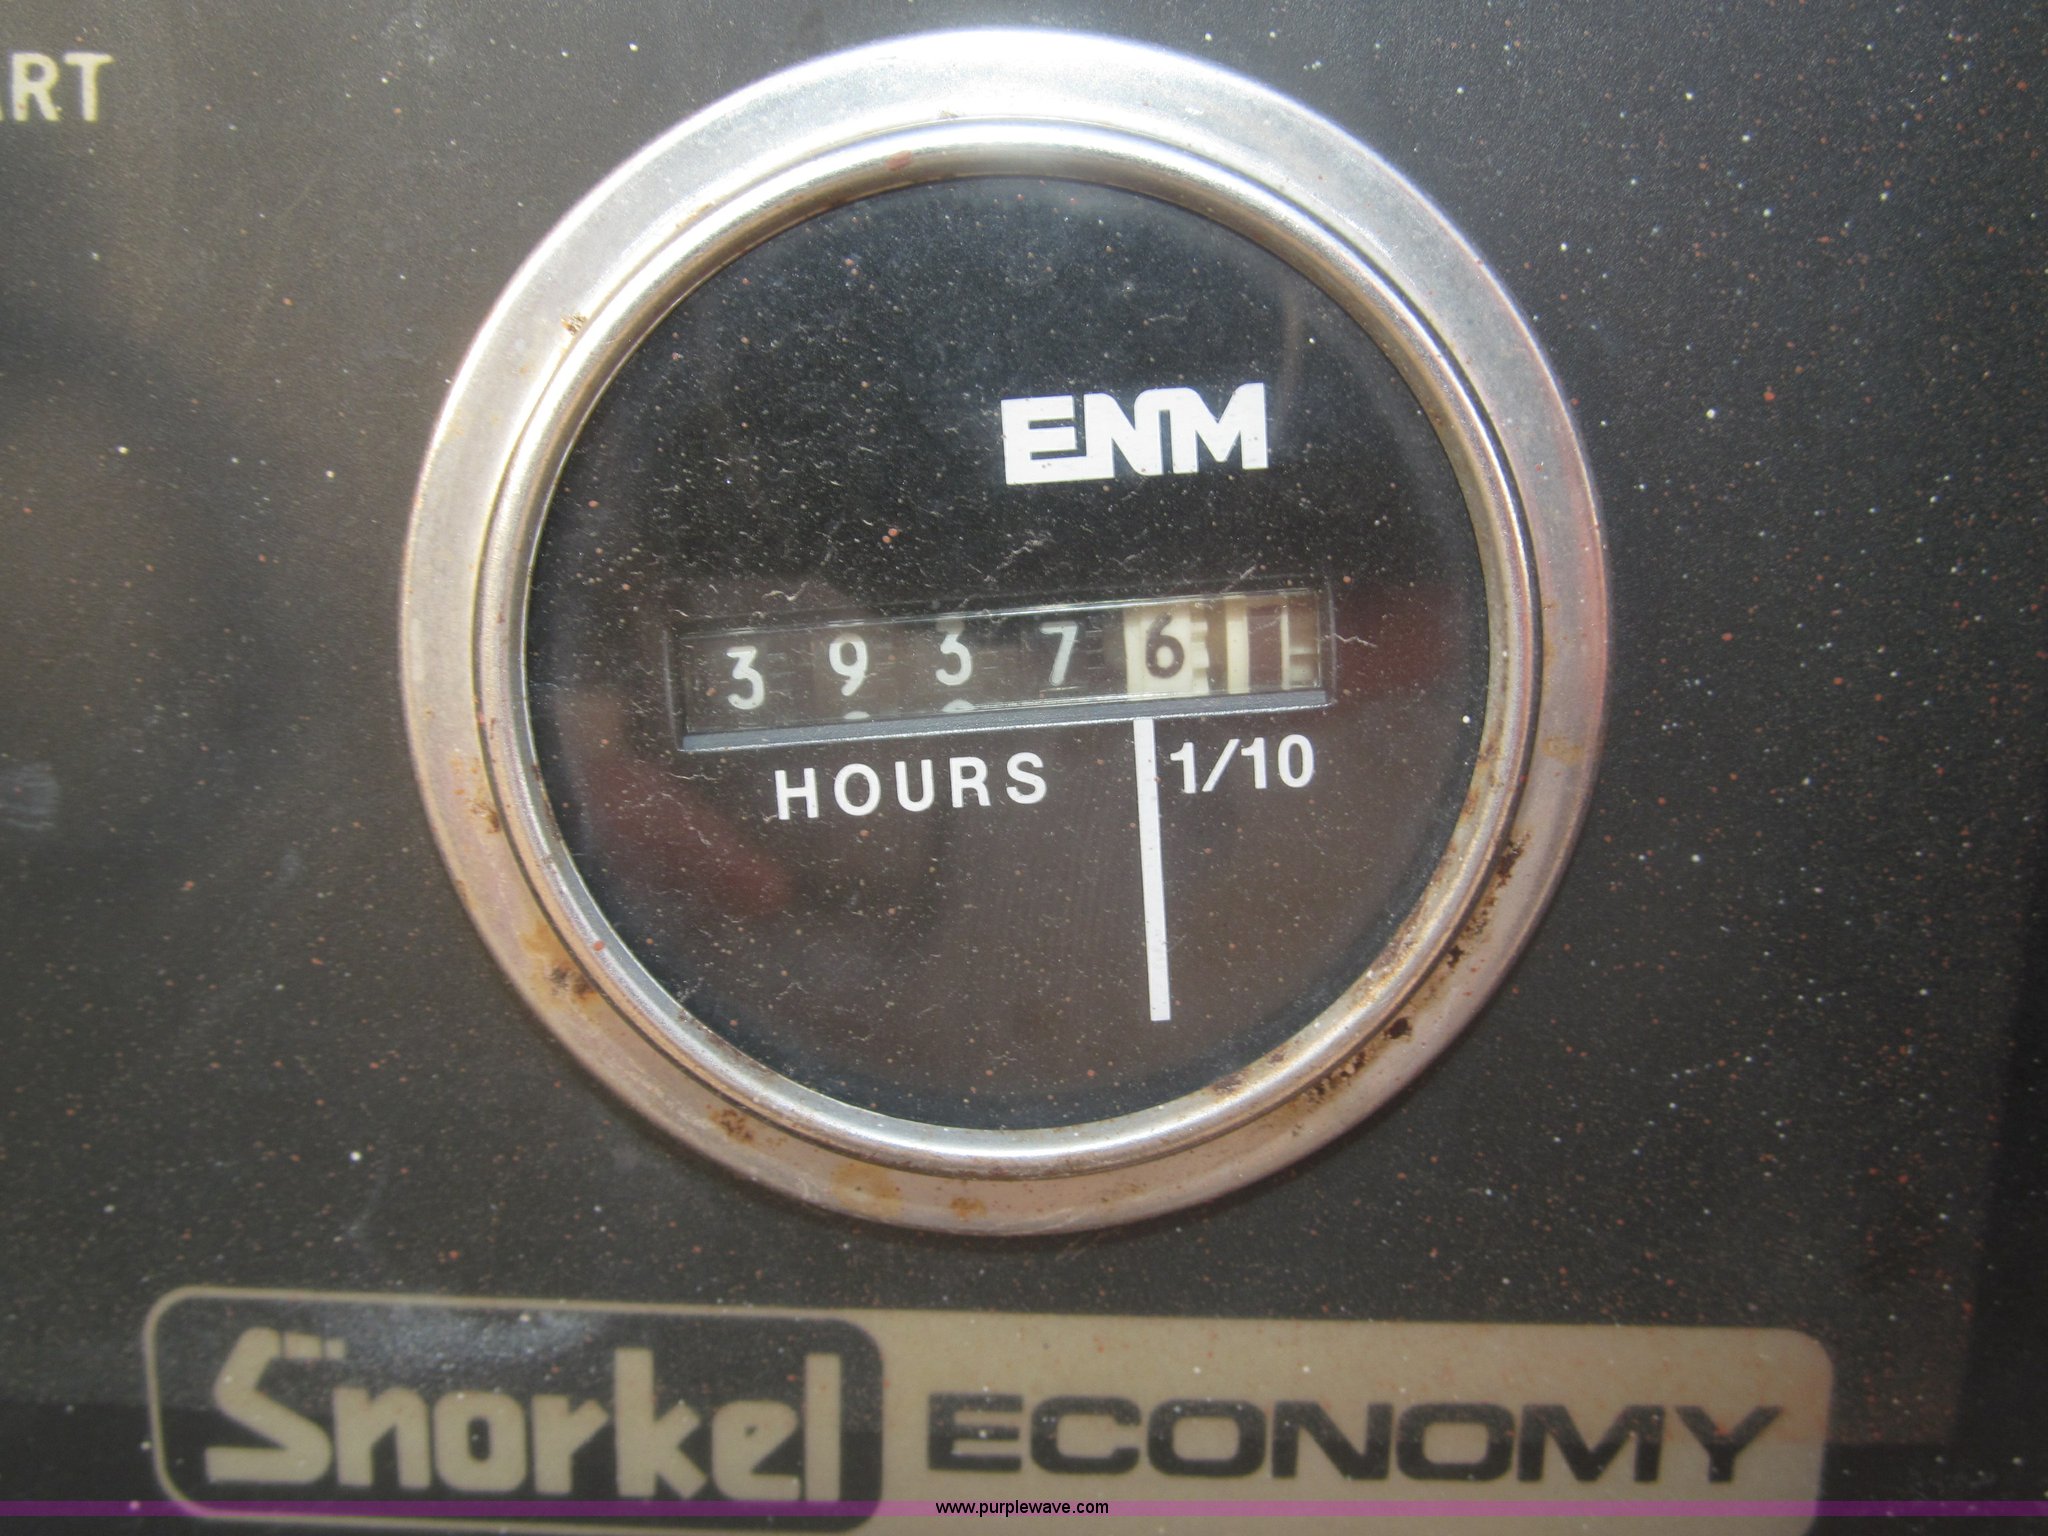 ART
ENM
3 9 3 7 6
HOURS 1/10
Snorkel ECONOMY
www.purplewave.com